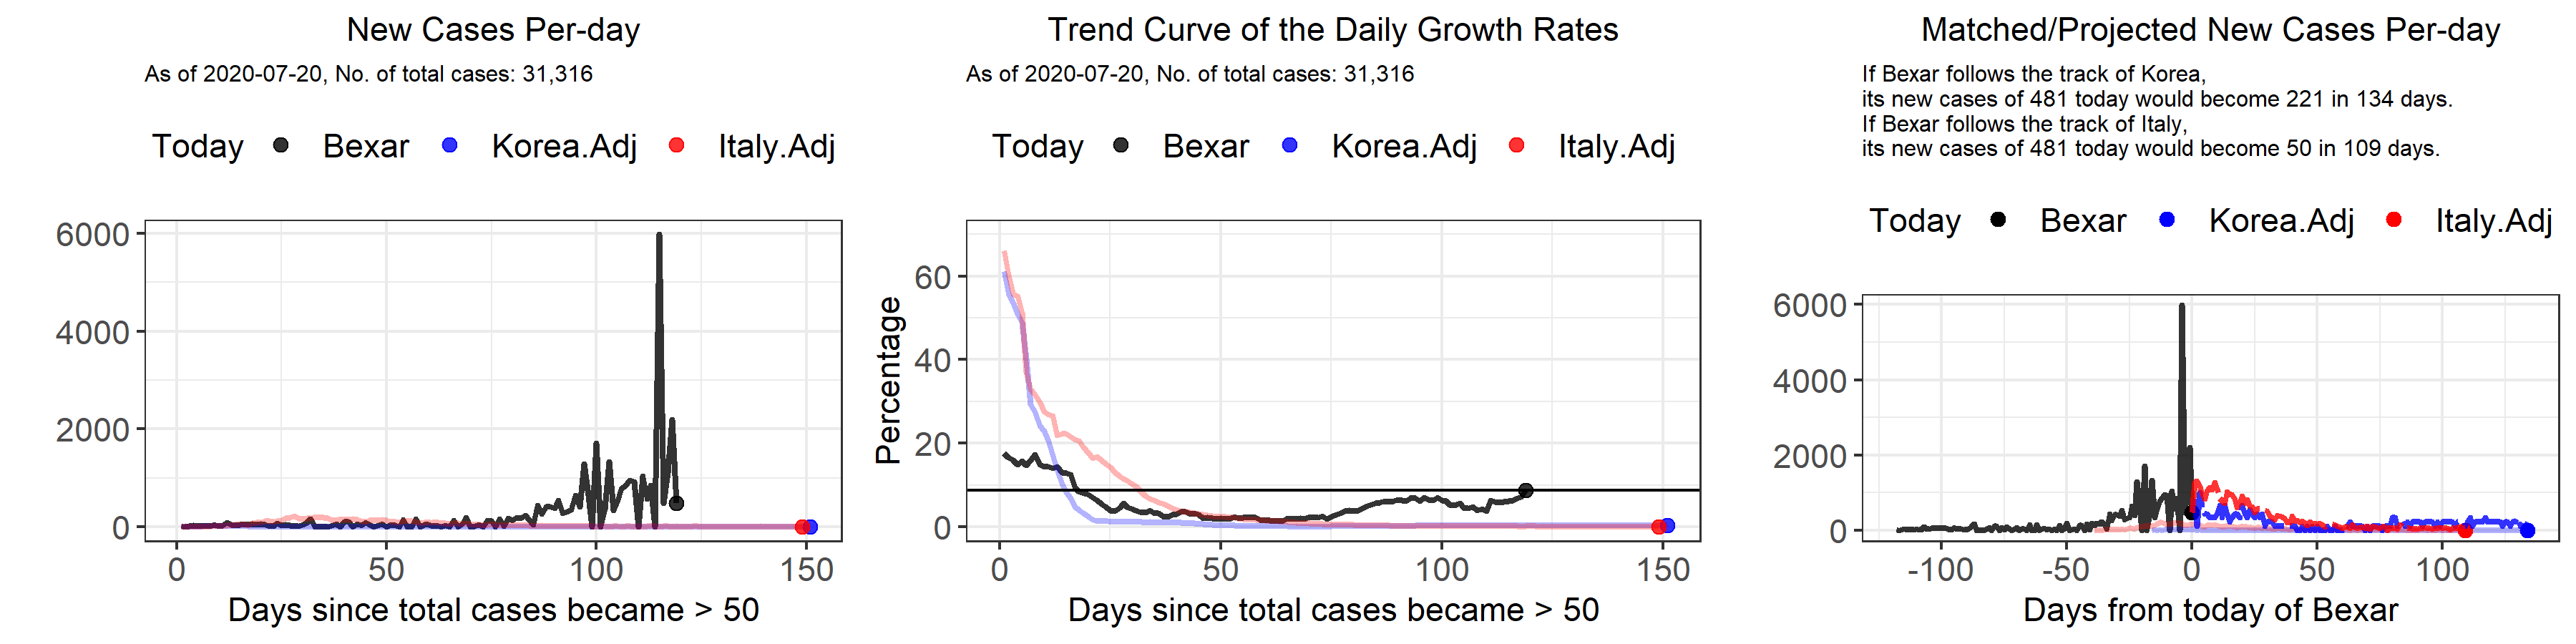 New Cases Per-day
As of 2020-07-20, No. of total cases: 31,316
Today Bexar Korea.Adj Italy.Adj
6000
4000
2000
0
0 50 100 150
Days since total cases became > 50
Trend Curve of the Daily Growth Rates
As of 2020-07-20, No. of total cases: 31,316
Today Bexar Korea.Adj Italy.Adj
Percentage
60
40
20
0
0 50 100 150
Days since total cases became > 50
Matched/Projected New Cases Per-day
If Bexar follows the track of Korea,
its new cases of 481 today would become 221 in 134 days.
If Bexar follows the track of Italy,
its new cases of 481 today would become 50 in 109 days.
Today Bexar Korea.Adj Italy.Adj
6000
4000
2000
0
-100 -50 0 50 100
Days from today of Bexar